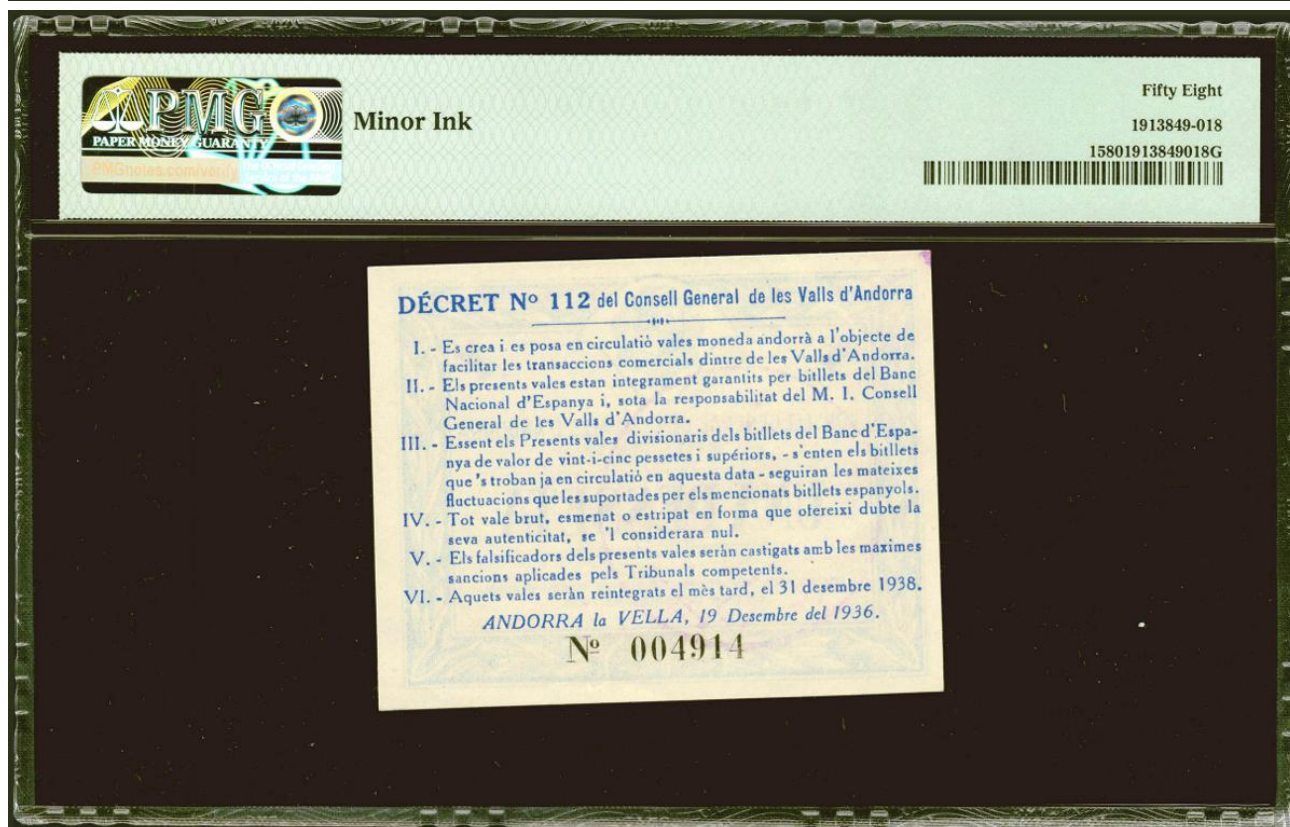 PMG
PAPER MONEY GUARANTY
PMGnotes.com/verify
Minor Ink
Fifty Eight
1913849-018
15801913849018G
DÉCRET Nº 112 del Consell General de les Valls d'Andorra
I. - Es crea i es posa en circulatiò vales moneda andorrà a l'objecte de
facilitar les transaccions comercials dintre de les Valls d'Andorra.
II. - Els presents vales estan integrament garantits per bitllets del Banc
Nacional d'Espanya i, sota la responsabilitat del M. I. Consell
General de les Valls d'Andorra.
III. - Essent els Presents vales divisionaris dels bitllets del Banc d'Espa-
nya de valor de vint-i-cinc pessetes i supériors, - s'enten els bitllets
que 's troban ja en circulatiò en aquesta data - seguiran les mateixes
fluctuacions que les suportades per els mencionats bitllets espanyols.
IV. - Tot vale brut, esmenat o estripat en forma que ofereixi dubte la
seva autenticitat, se 'l considerara nul.
V. - Els falsificadors dels presents vales seràn castigats amb les maximes
sancions aplicades pels Tribunals competents.
VI. - Aquets vales seràn reintegrats el mès tard, el 31 desembre 1938.
ANDORRA la VELLA, 19 Desembre del 1936.
Nº 004914